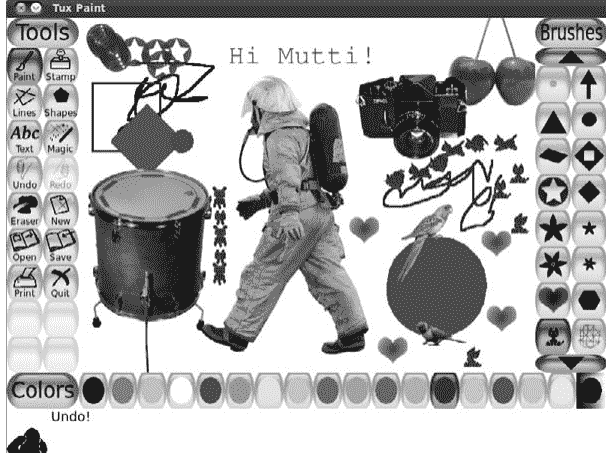 Tux Paint
Tools
Hi Mutti!
Brushes
Paint Stamp
Lines Shapes
Abc
Text Magic
Undo Redo
Eraser New
Open Save
Print Quit
Colors
Undo!